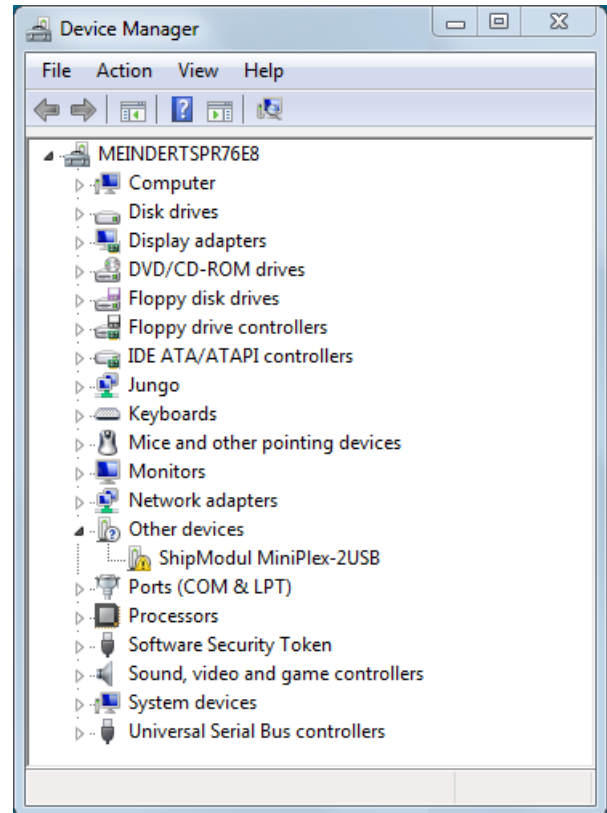 Device Manager
File Action View Help
MEINDERTSPR76E8
Computer
Disk drives
Display adapters
DVD/CD-ROM drives
Floppy disk drives
Floppy drive controllers
IDE ATA/ATAPI controllers
Jungo
Keyboards
Mice and other pointing devices
Monitors
Network adapters
Other devices
ShipModul MiniPlex-2USB
Ports (COM & LPT)
Processors
Software Security Token
Sound, video and game controllers
System devices
Universal Serial Bus controllers